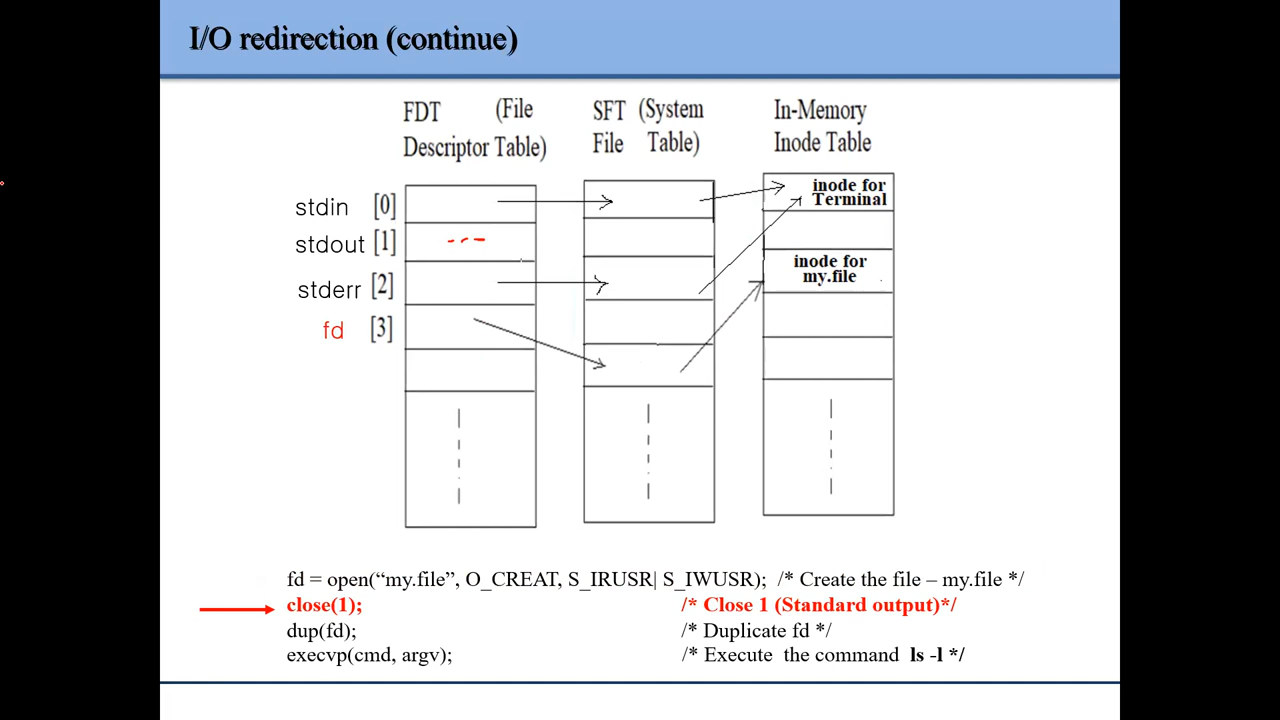 I/O redirection (continue)
FDT (File
Descriptor Table)
SFT (System
File Table)
In-Memory
Inode Table
stdin [0]
stdout [1]
stderr [2]
fd [3]
inode for
Terminal
inode for
my.file
fd = open(“my.file”, O_CREAT, S_IRUSR| S_IWUSR); /* Create the file – my.file */
close(1); /* Close 1 (Standard output)*/
dup(fd); /* Duplicate fd */
execvp(cmd, argv); /* Execute the command ls -l */